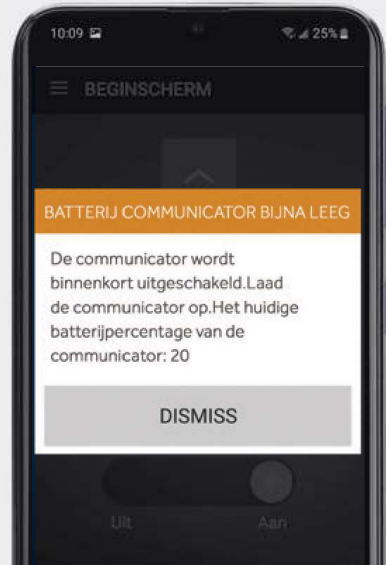 10:09 25%
BEGINSCHERM
BATTERIJ COMMUNICATOR BIJNA LEEG
De communicator wordt
binnenkort uitgeschakeld.Laad
de communicator op.Het huidige
batterijpercentage van de
communicator: 20
DISMISS
Uit Aan